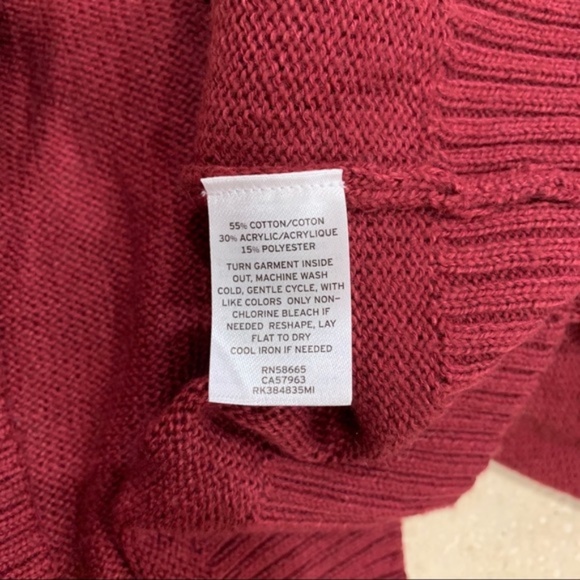 55% COTTON/COTON
30% ACRYLIC/ACRYLIQUE
15% POLYESTER
TURN GARMENT INSIDE
OUT, MACHINE WASH
COLD, GENTLE CYCLE, WITH
LIKE COLORS ONLY NON-
CHLORINE BLEACH IF
NEEDED RESHAPE, LAY
FLAT TO DRY
COOL IRON IF NEEDED
RN58665
CA57963
RK384835MI